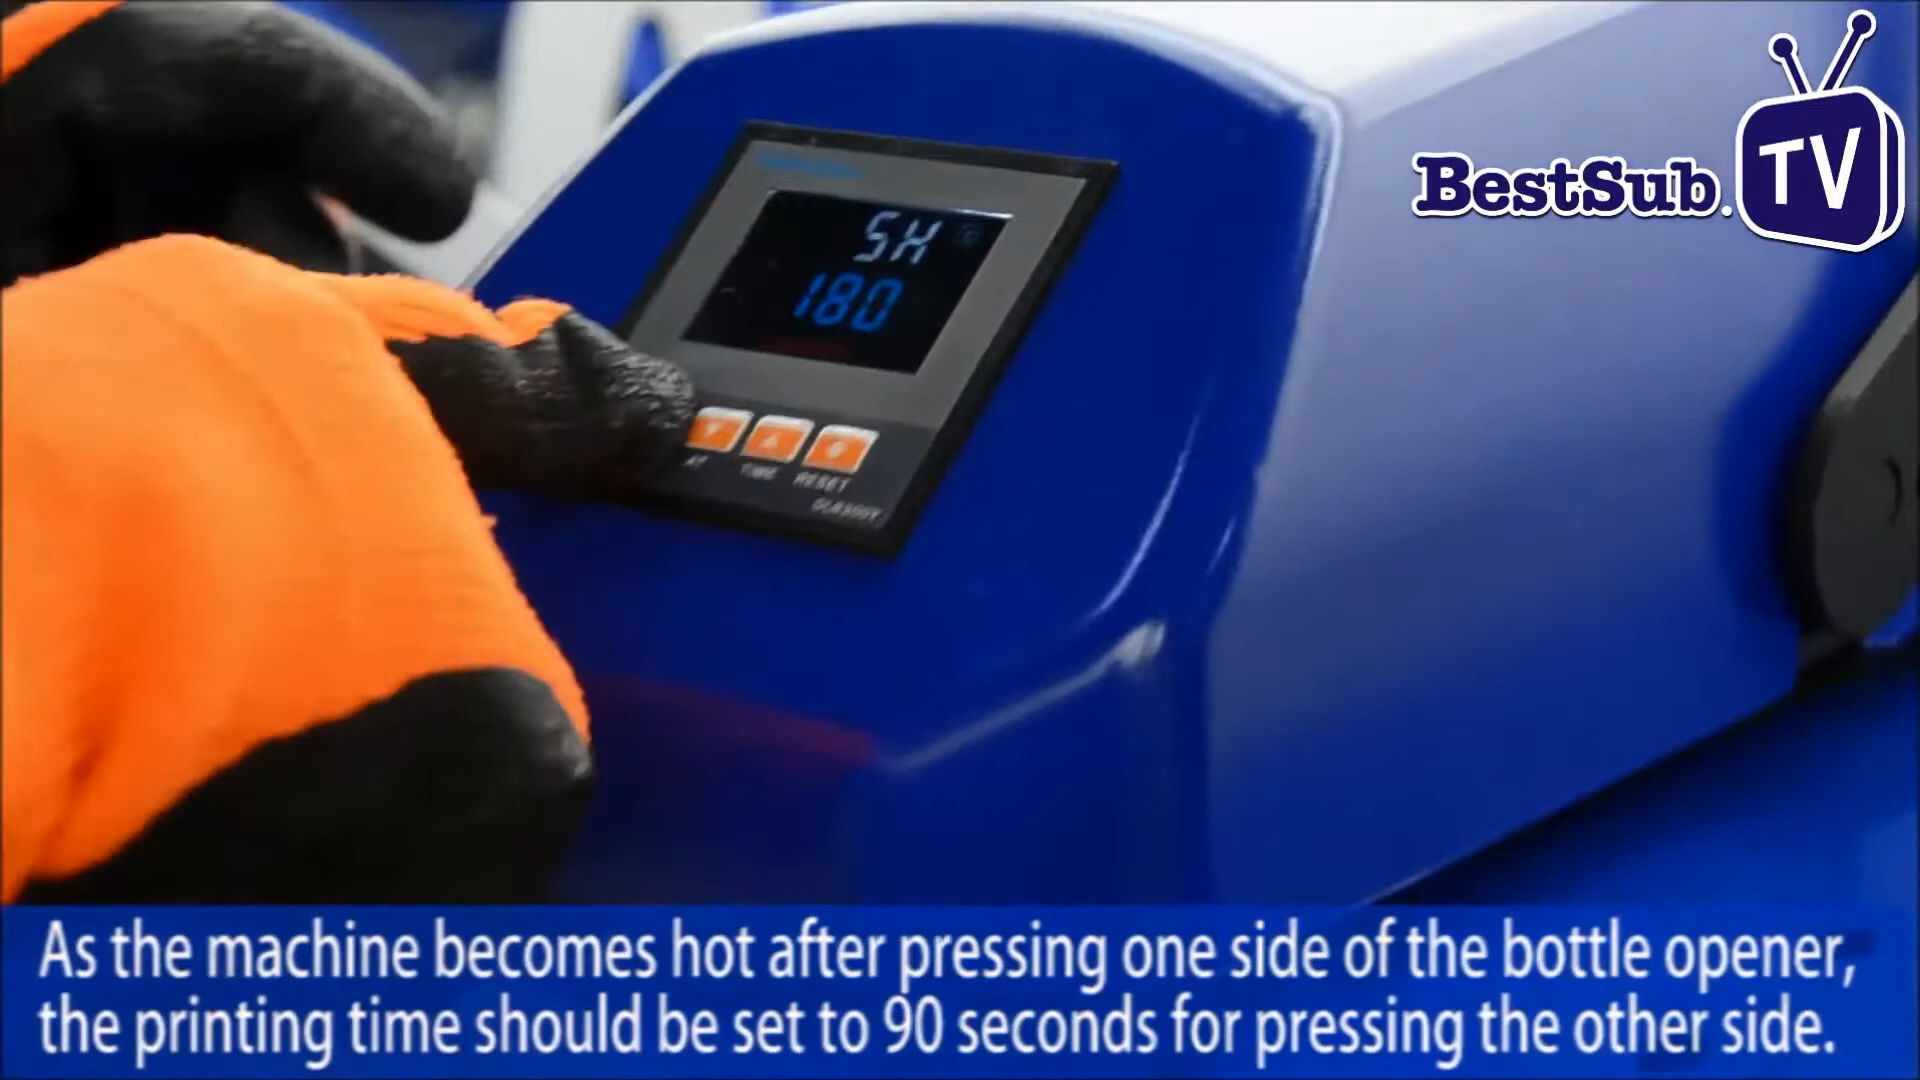 BestSub.TV
SH
180
AT
TIME
RESET
As the machine becomes hot after pressing one side of the bottle opener,
the printing time should be set to 90 seconds for pressing the other side.